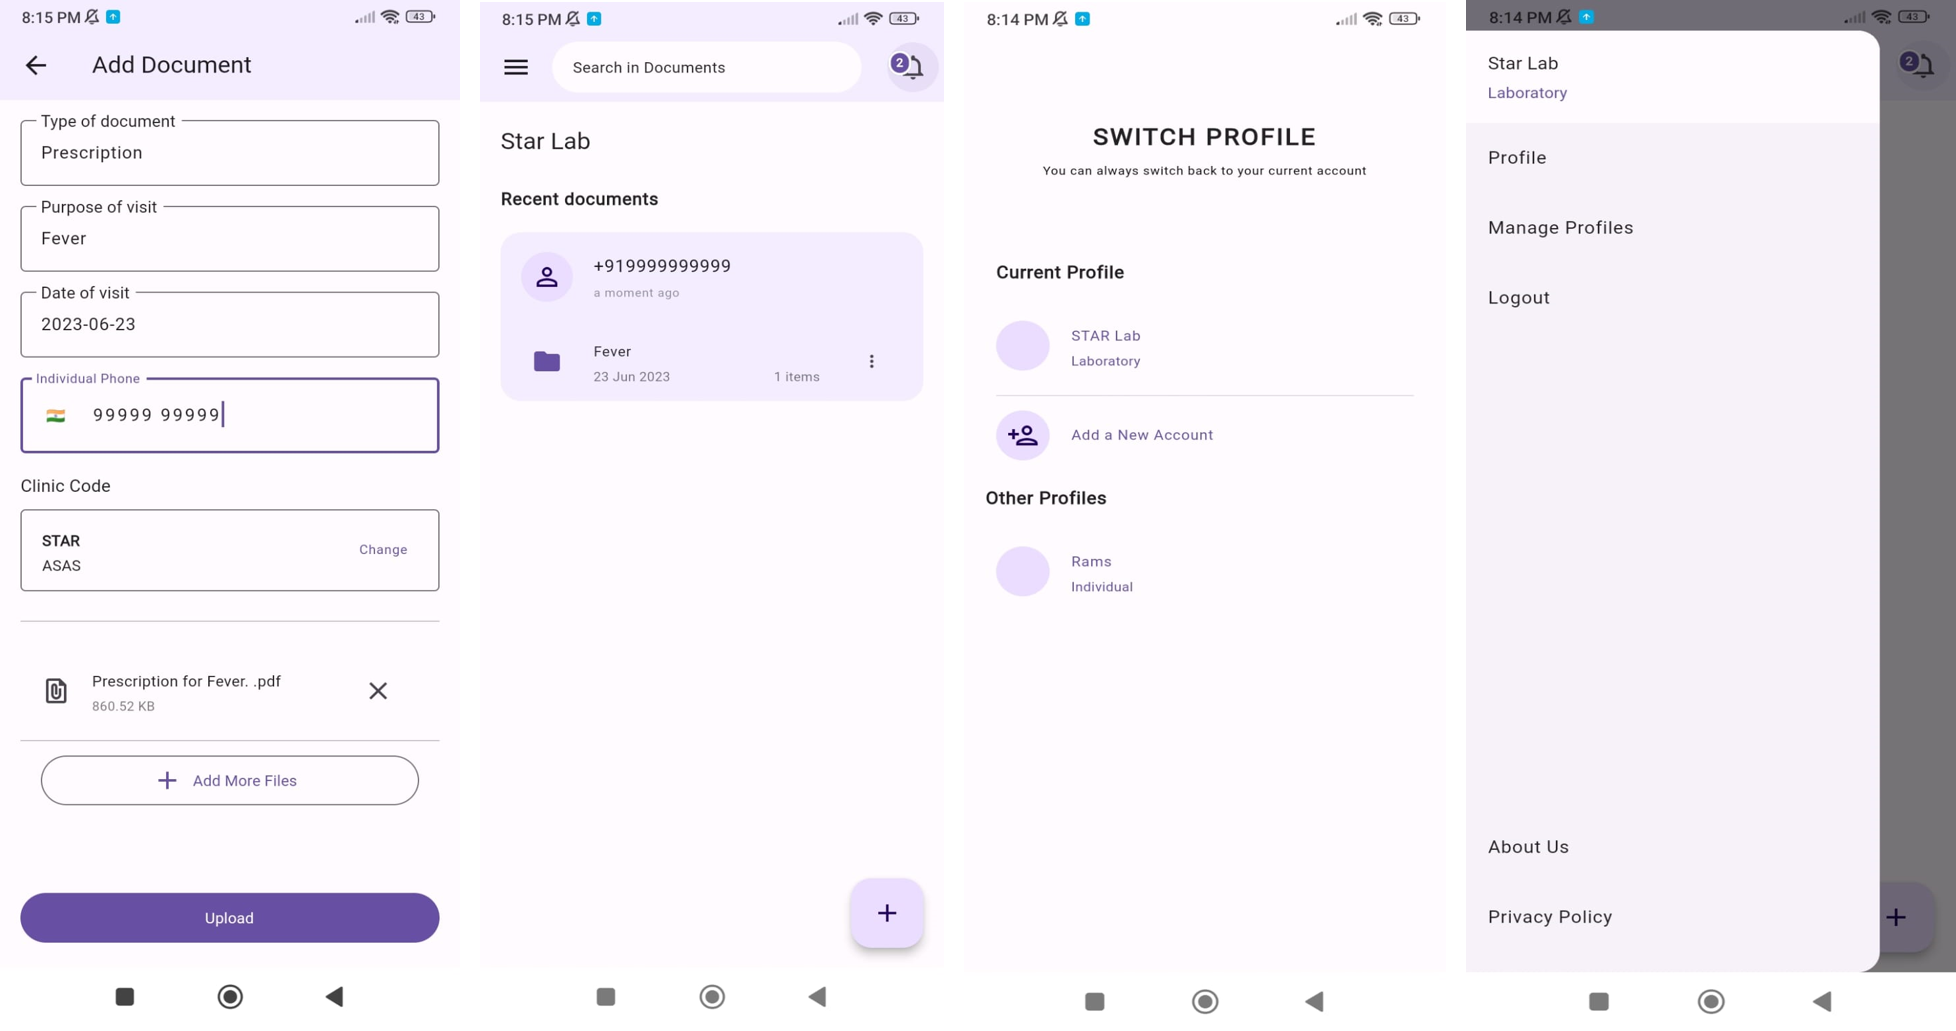 8:15 PM
43
Add Document
Type of document
Prescription
Purpose of visit
Fever
Date of visit
2023-06-23
Individual Phone
99999 99999
Clinic Code
STAR
ASAS
Change
Prescription for Fever. .pdf
860.52 KB
Add More Files
Upload
8:15 PM
43
Search in Documents
2
Star Lab
Recent documents
+919999999999
a moment ago
Fever
23 Jun 2023
1 items
8:14 PM
43
SWITCH PROFILE
You can always switch back to your current account
Current Profile
STAR Lab
Laboratory
Add a New Account
Other Profiles
Rams
Individual
8:14 PM
43
2
Star Lab
Laboratory
Profile
Manage Profiles
Logout
About Us
Privacy Policy